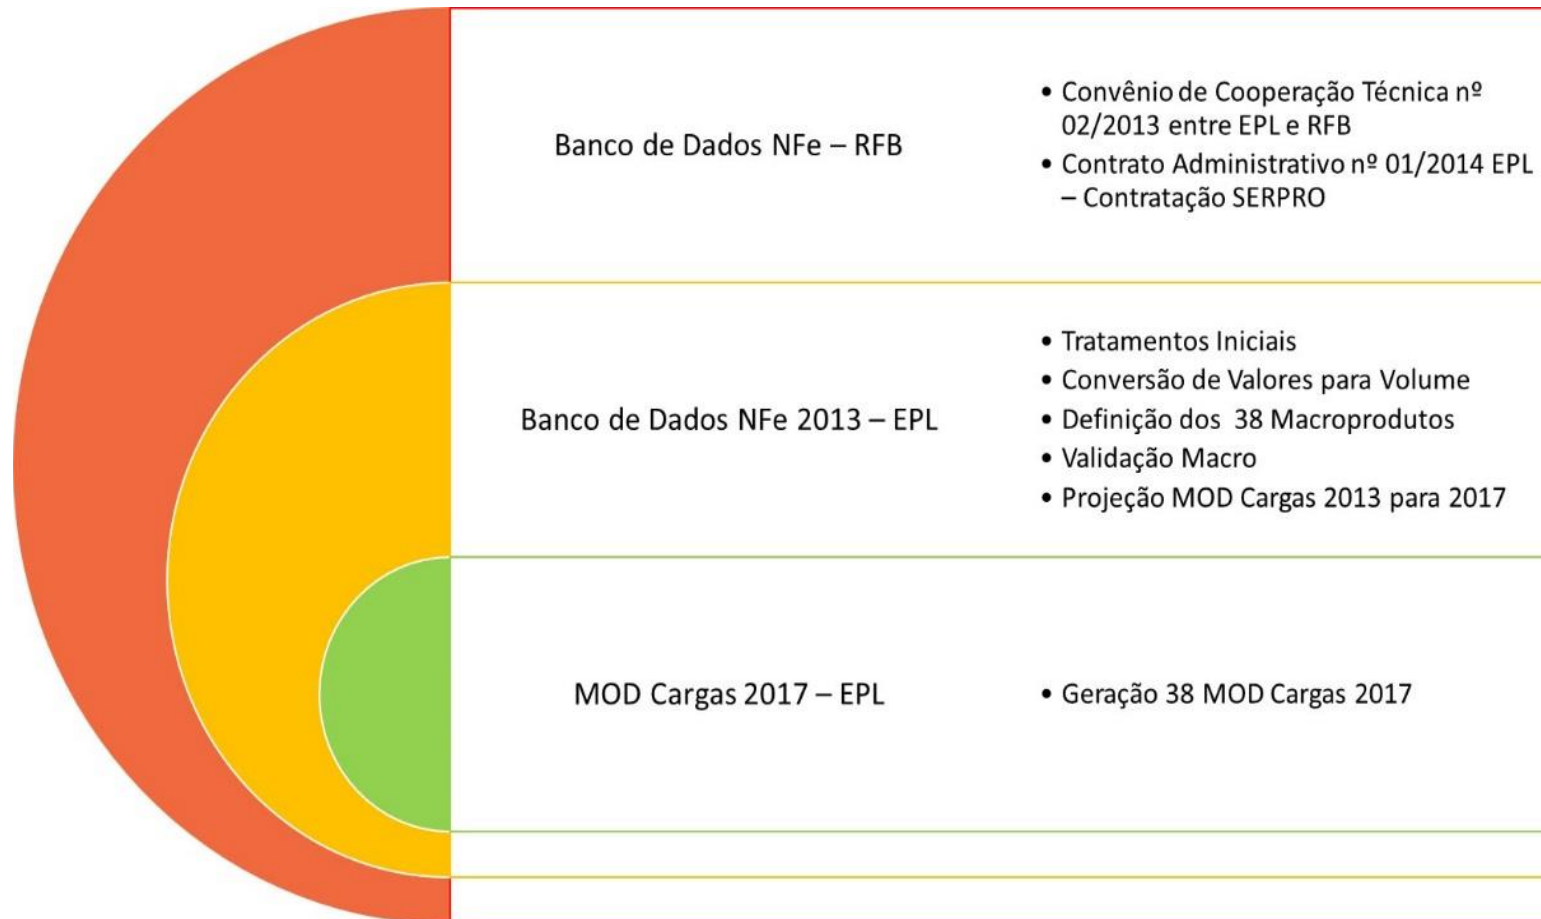 Banco de Dados NFe – RFB
• Convênio de Cooperação Técnica nº
02/2013 entre EPL e RFB
• Contrato Administrativo nº 01/2014 EPL
– Contratação SERPRO
Banco de Dados NFe 2013 – EPL
• Tratamentos Iniciais
• Conversão de Valores para Volume
• Definição dos 38 Macroprodutos
• Validação Macro
• Projeção MOD Cargas 2013 para 2017
MOD Cargas 2017 – EPL
• Geração 38 MOD Cargas 2017